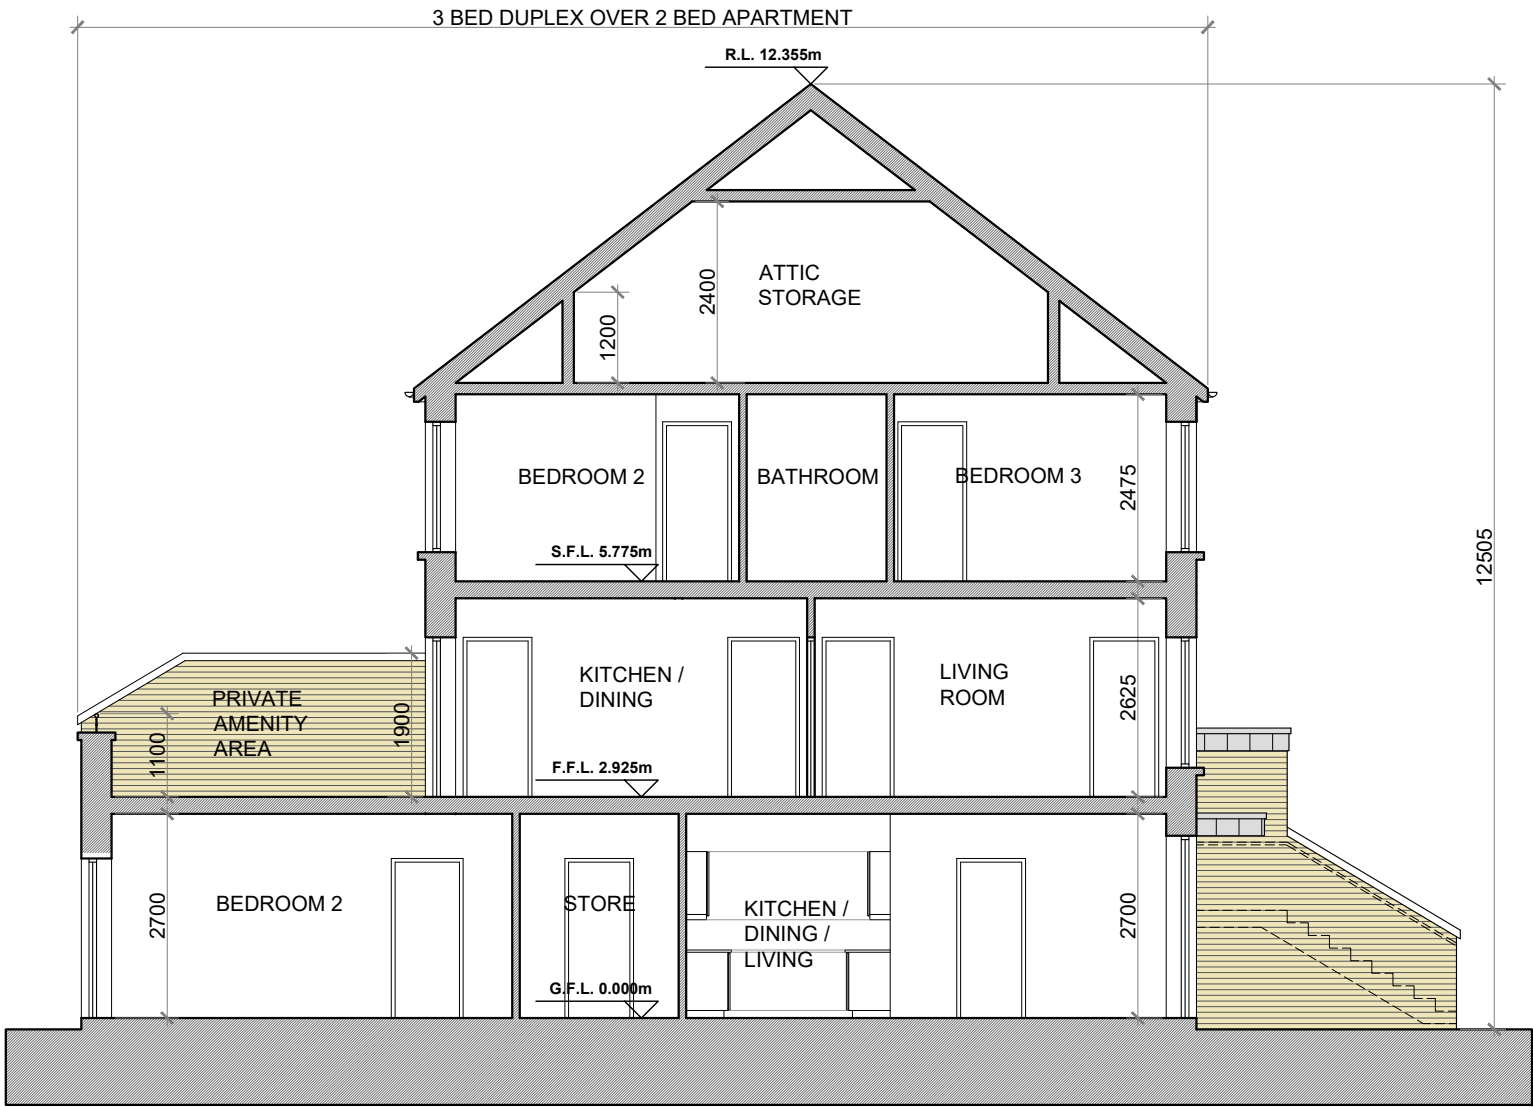 3 BED DUPLEX OVER 2 BED APARTMENT
R.L. 12.355m
ATTIC
STORAGE
2400
1200
BEDROOM 2
BATHROOM
BEDROOM 3
2475
12505
S.F.L. 5.775m
KITCHEN /
DINING
LIVING
ROOM
2625
PRIVATE
AMENITY
AREA
1900
1100
F.F.L. 2.925m
BEDROOM 2
2700
STORE
KITCHEN /
DINING /
LIVING
2700
G.F.L. 0.000m